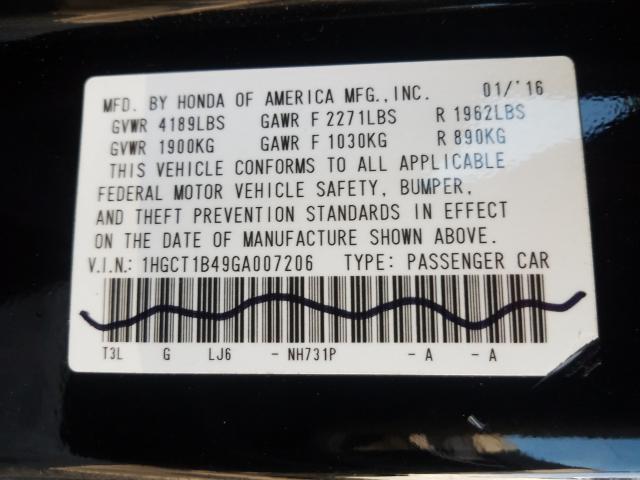 MFD. BY HONDA OF AMERICA MFG.,INC. 01/'16
GVWR 4189LBS GAWR F 2271LBS R 1962LBS
GVWR 1900KG GAWR F 1030KG R 890KG
THIS VEHICLE CONFORMS TO ALL APPLICABLE
FEDERAL MOTOR VEHICLE SAFETY, BUMPER,
AND THEFT PREVENTION STANDARDS IN EFFECT
ON THE DATE OF MANUFACTURE SHOWN ABOVE.
V.I.N.: 1HGCT1B49GA007206 TYPE: PASSENGER CAR
T3L G LJ6 - NH731P - A - A